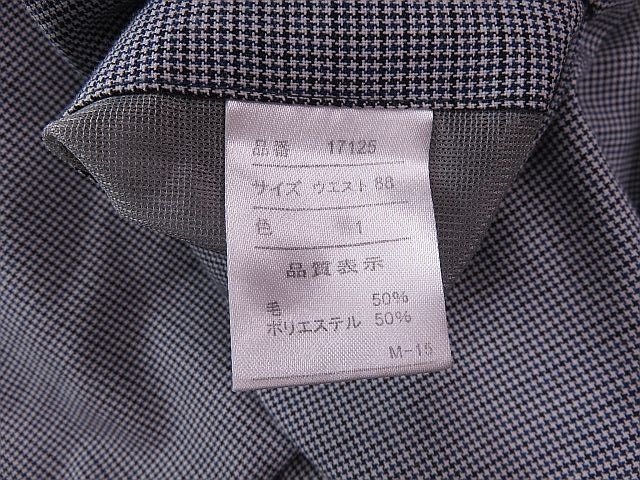 品番 17125
サイズ ウエスト 88
色 1
品質表示
毛 50%
ポリエステル 50%
M-15